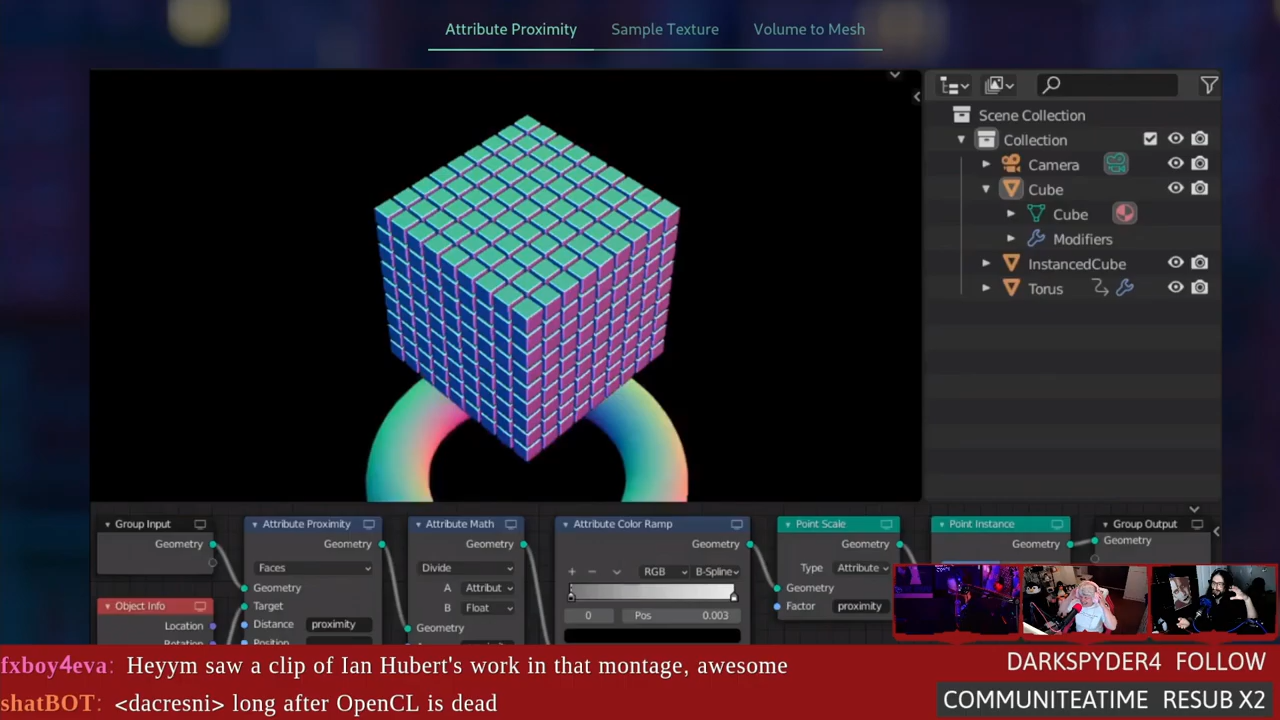 Attribute Proximity Sample Texture Volume to Mesh
Scene Collection
Collection
Camera
Cube
Cube
Modifiers
InstancedCube
Torus
Group Input Attribute Proximity Attribute Math Attribute Color Ramp Point Scale Point Instance Group Output
Geometry Geometry Geometry Geometry Geometry Geometry Geometry
Faces Divide RGB B-Spline Type Attribute
Geometry A Attribut Geometry
Object Info Target B Float 0 Pos 0.003 Factor proximity
Location Distance proximity Geometry
fxboy4eva: Heyym saw a clip of Ian Hubert's work in that montage, awesome
DARKSPYDER4 FOLLOW
shatBOT: <dacresni> long after OpenCL is dead
COMMUNITEATIME RESUB X2